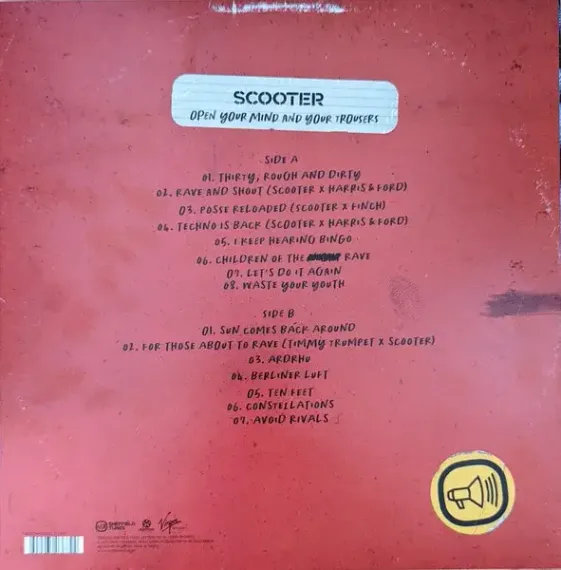 SCOOTER
OPEN YOUR MIND AND YOUR TROUSERS
SIDE A
01. THIRTY, ROUGH AND DIRTY
02. RAVE AND SHOUT (SCOOTER X HARRIS & FORD)
03. POSSE RELOADED (SCOOTER X FINCH)
04. TECHNO IS BACK (SCOOTER X HARRIS & FORD)
05. I KEEP HEARING BINGO
06. CHILDREN OF THE RAVE
07. LET'S DO IT AGAIN
08. WASTE YOUR YOUTH
SIDE B
01. SUN COMES BACK AROUND
02. FOR THOSE ABOUT TO RAVE (TIMMY TRUMPET X SCOOTER)
03. ARDRHU
04. BERLINER LUFT
05. TEN FEET
06. CONSTELLATIONS
07. AVOID RIVALS
SHEFFIELD TUNES
Virgin